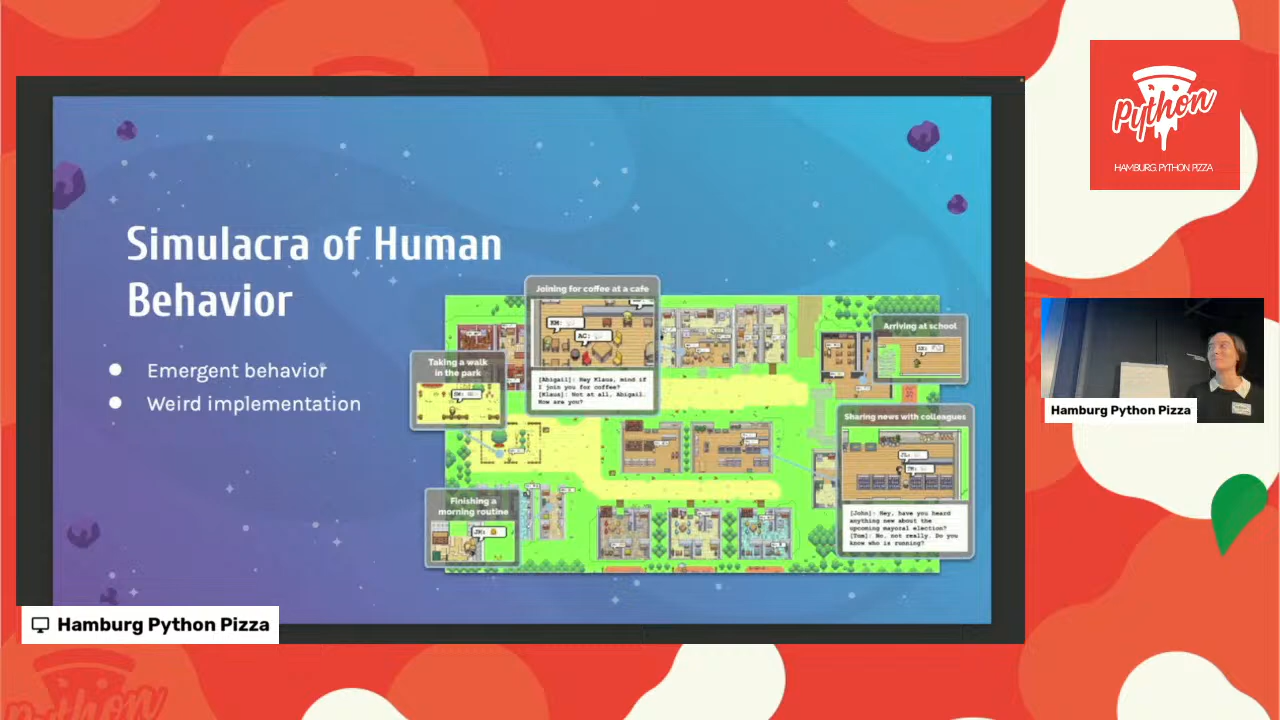 Python
HAMBURG PYTHON PIZZA
Simulacra of Human
Behavior
Emergent behavior
Weird implementation
Joining for coffee at a cafe
[Abigail]: Hey Klaus, mind if
I join you for coffee?
[Klaus]: Not at all, Abigail.
How are you?
Taking a walk
in the park
Arriving at school
Sharing news with colleagues
[John]: Hey, have you heard
anything new about the
upcoming mayoral election?
[Tom]: No, not really. Do you
know who is running?
Finishing a
morning routine
Hamburg Python Pizza
Hamburg Python Pizza
Python